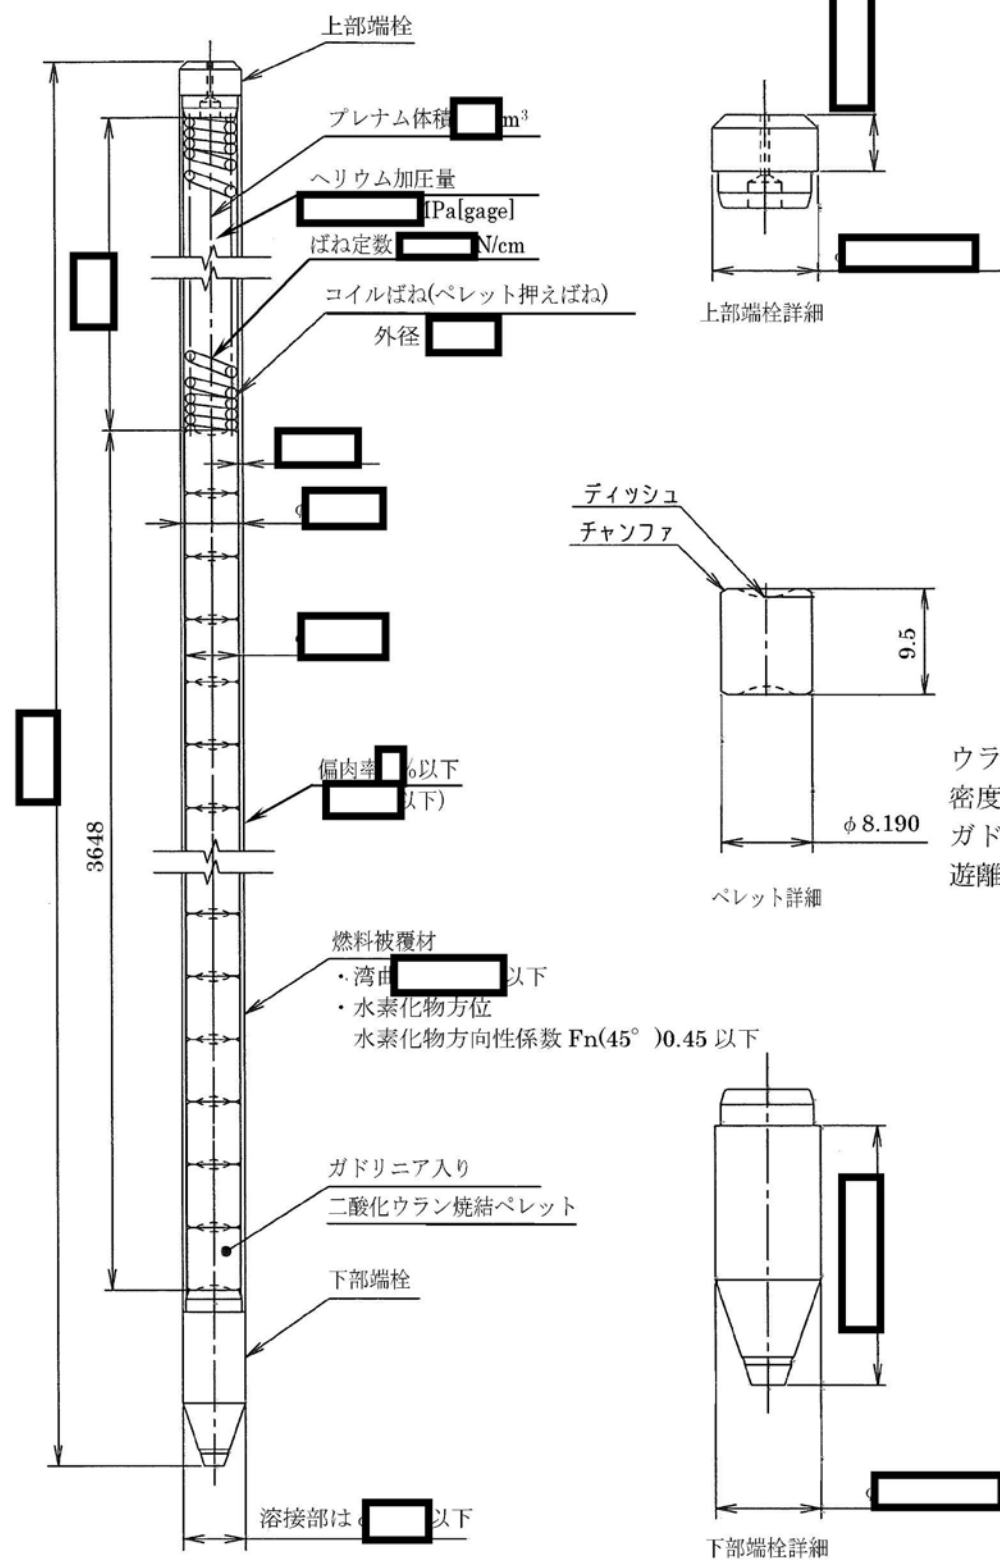 上部端栓
プレナム体積 m³
ヘリウム加圧量
MPa[gage]
ばね定数 N/cm
コイルばね(ペレット押えばね)
外径
上部端栓詳細
ディッシュ
チャンファ
9.5
φ8.190
ペレット詳細
ウラ
密度
ガド
遊離
偏肉率 %以下
以下)
3648
燃料被覆材
・湾曲 以下
・水素化物方位
水素化物方向性係数 Fn(45°)0.45 以下
ガドリニア入り
二酸化ウラン焼結ペレット
下部端栓
溶接部は 以下
下部端栓詳細